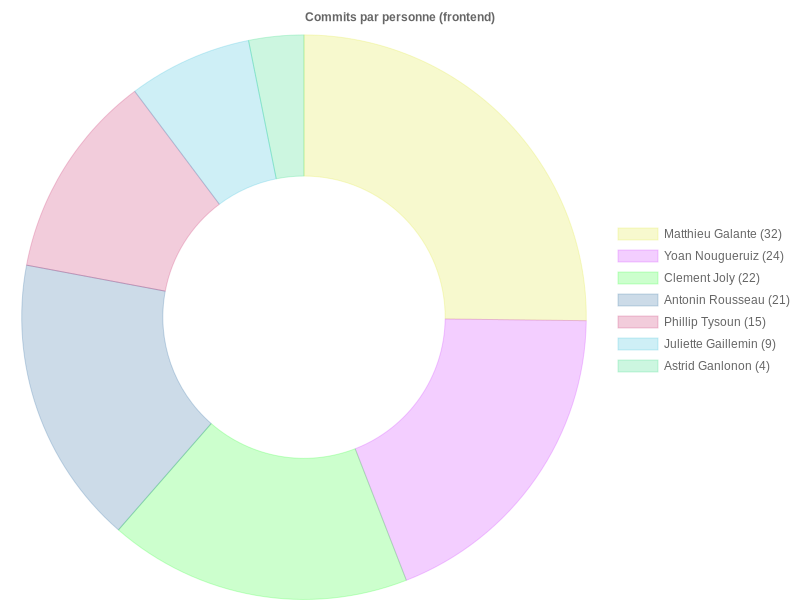 Commits par personne (frontend)
Matthieu Galante (32)
Yoan Nougueruiz (24)
Clement Joly (22)
Antonin Rousseau (21)
Phillip Tysoun (15)
Juliette Gaillemin (9)
Astrid Ganlonon (4)